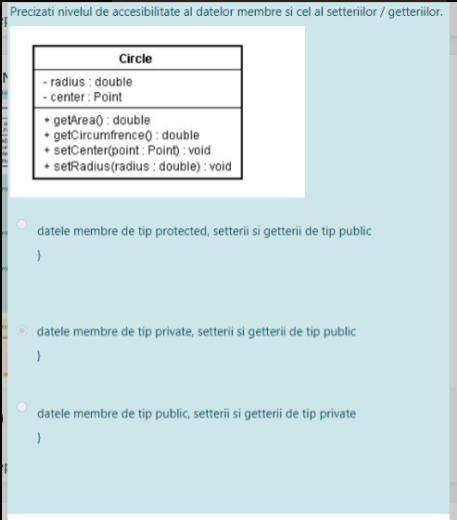 Precizati nivelul de accesibilitate al datelor membre si cel al setteriilor / getteriilor.
Circle
- radius : double
- center : Point
+ getArea() : double
+ getCircumfrence() : double
+ setCenter(point : Point) : void
+ setRadius(radius : double) : void
datele membre de tip protected, setterii si getterii de tip public
}
datele membre de tip private, setterii si getterii de tip public
}
datele membre de tip public, setterii si getterii de tip private
}